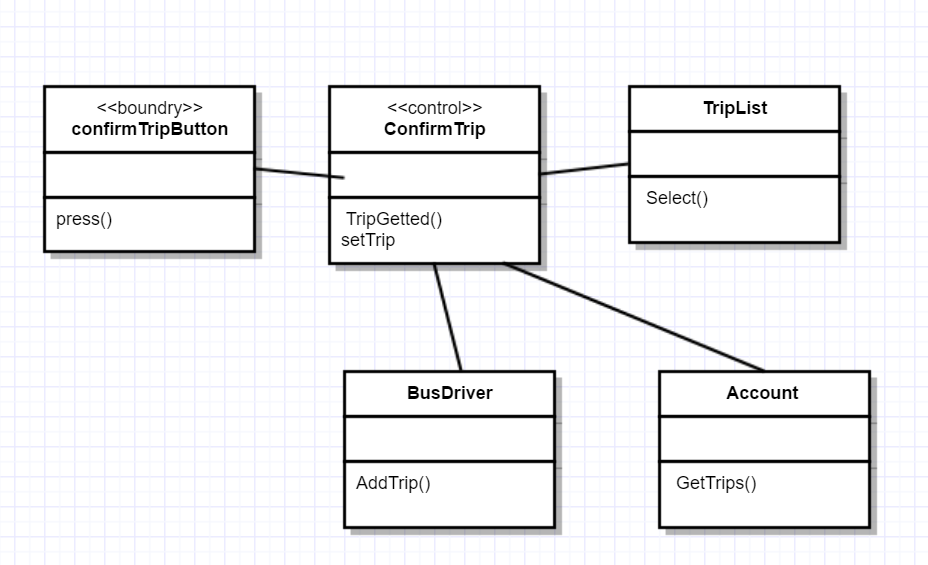 <<boundry>>
confirmTripButton
press()
<<control>>
ConfirmTrip
TripGetted()
setTrip
TripList
Select()
BusDriver
AddTrip()
Account
GetTrips()